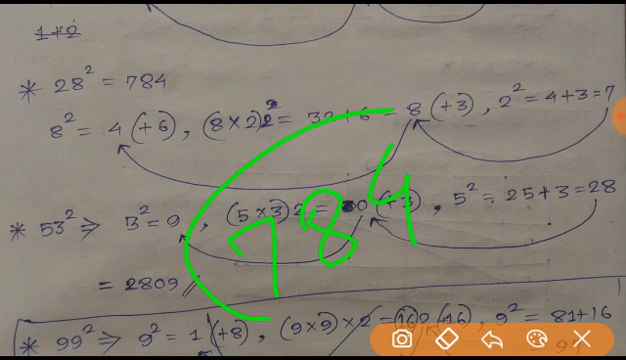 1+2
* 28² = 784
8² = 4 (+6) , (8×2)2 = 32+6 = 8 (+3) , 2² = 4+3=7
784
* 53² ⇒ 3² = 9 , (5×3)2 = 30 (+3) , 5² = 25+3=28
= 2809 //
* 99² ⇒ 9² = 1 (+8) , (9×9)×2 = (+16) , 9² = 81+16